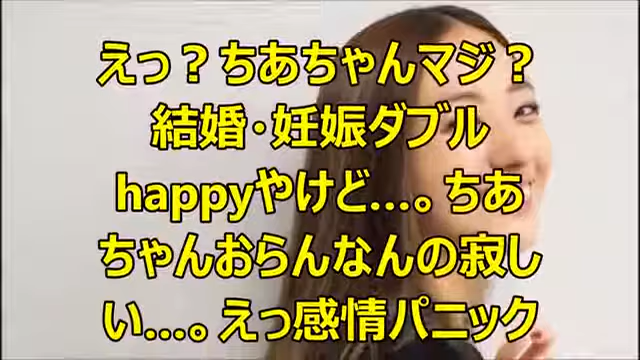 えっ？ちあちゃんマジ？
結婚・妊娠ダブル
happyやけど…。ちあ
ちゃんおらんなんの寂し
い…。えっ感情パニック